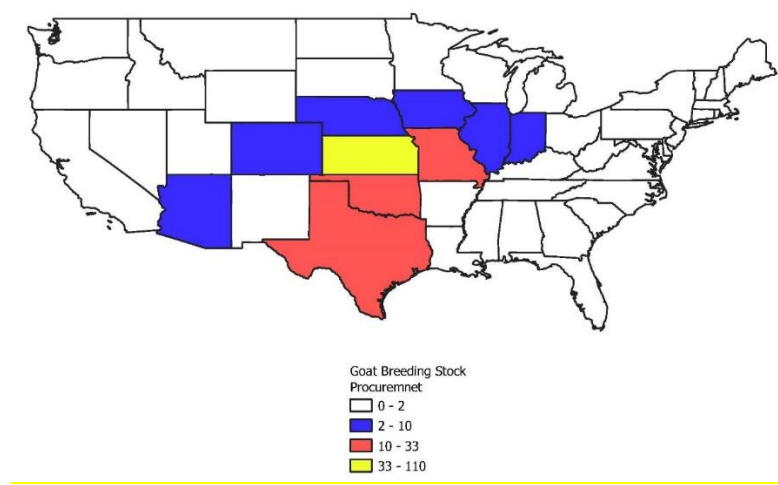 Goat Breeding Stock
Procuremnet
0 - 2
2 - 10
10 - 33
33 - 110